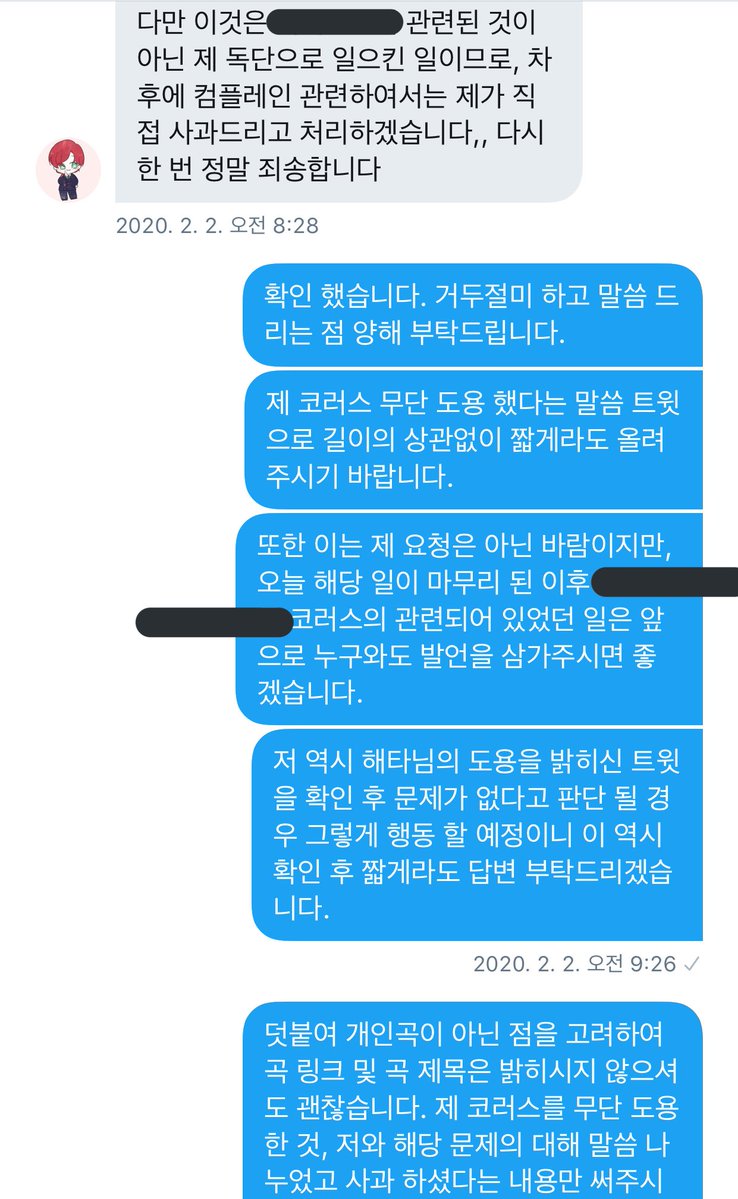 다만 이것은 관련된 것이
아닌 제 독단으로 일으킨 일이므로, 차
후에 컴플레인 관련하여서는 제가 직
접 사과드리고 처리하겠습니다,, 다시
한 번 정말 죄송합니다
2020. 2. 2. 오전 8:28
확인 했습니다. 거두절미 하고 말씀 드
리는 점 양해 부탁드립니다.
제 코러스 무단 도용 했다는 말씀 트윗
으로 길이의 상관없이 짧게라도 올려
주시기 바랍니다.
또한 이는 제 요청은 아닌 바람이지만,
오늘 해당 일이 마무리 된 이후
코러스의 관련되어 있었던 일은 앞
으로 누구와도 발언을 삼가주시면 좋
겠습니다.
저 역시 해타님의 도용을 밝히신 트윗
을 확인 후 문제가 없다고 판단 될 경
우 그렇게 행동 할 예정이니 이 역시
확인 후 짧게라도 답변 부탁드리겠습
니다.
2020. 2. 2. 오전 9:26 ✓
덧붙여 개인곡이 아닌 점을 고려하여
곡 링크 및 곡 제목은 밝히시지 않으셔
도 괜찮습니다. 제 코러스를 무단 도용
한 것, 저와 해당 문제의 대해 말씀 나
누었고 사과 하셨다는 내용만 써주시